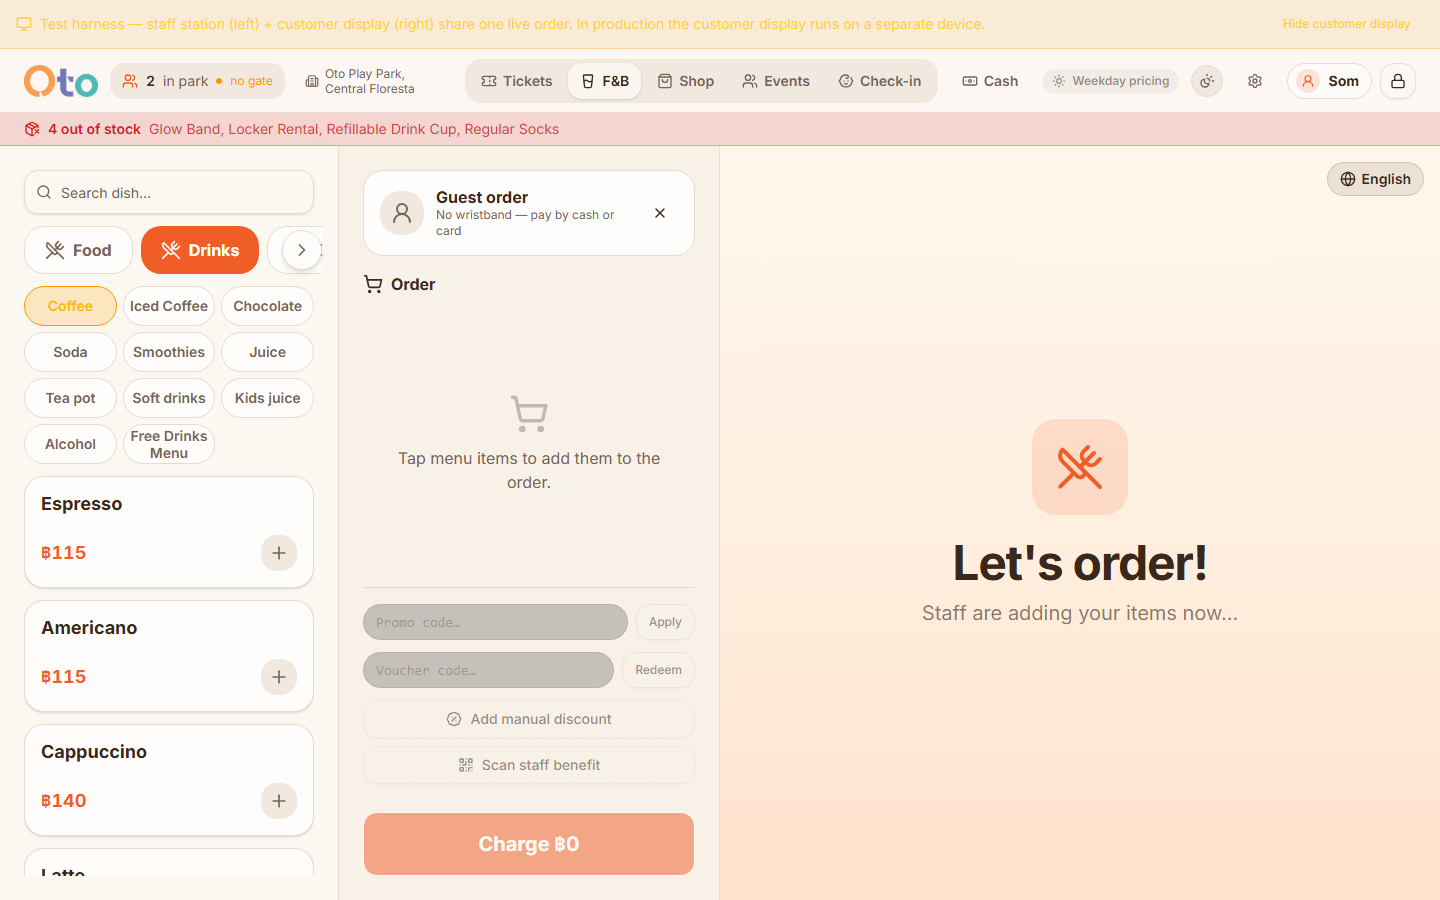 Test harness — staff station (left) + customer display (right) share one live order. In production the customer display runs on a separate device.
Hide customer display
Oto
2 in park • no gate
Oto Play Park,
Central Floresta
Tickets
F&B
Shop
Events
Check-in
Cash
Weekday pricing
Som
4 out of stock Glow Band, Locker Rental, Refillable Drink Cup, Regular Socks
Search dish...
Food
Drinks
Coffee
Iced Coffee
Chocolate
Soda
Smoothies
Juice
Tea pot
Soft drinks
Kids juice
Alcohol
Free Drinks
Menu
Espresso
฿115
Americano
฿115
Cappuccino
฿140
Latte
Guest order
No wristband — pay by cash or
card
Order
Tap menu items to add them to the
order.
Promo code…
Apply
Voucher code…
Redeem
Add manual discount
Scan staff benefit
Charge ฿0
English
Let's order!
Staff are adding your items now...